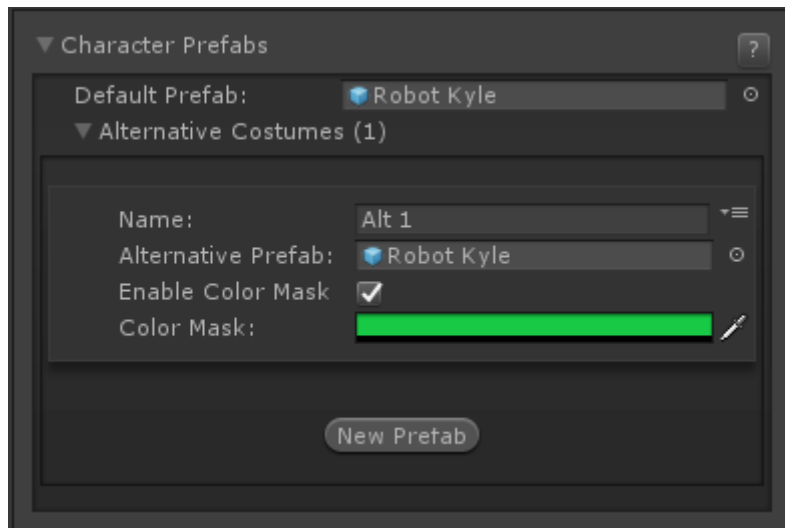 Character Prefabs
?
Default Prefab: Robot Kyle
Alternative Costumes (1)
Name: Alt 1
Alternative Prefab: Robot Kyle
Enable Color Mask
Color Mask:
New Prefab